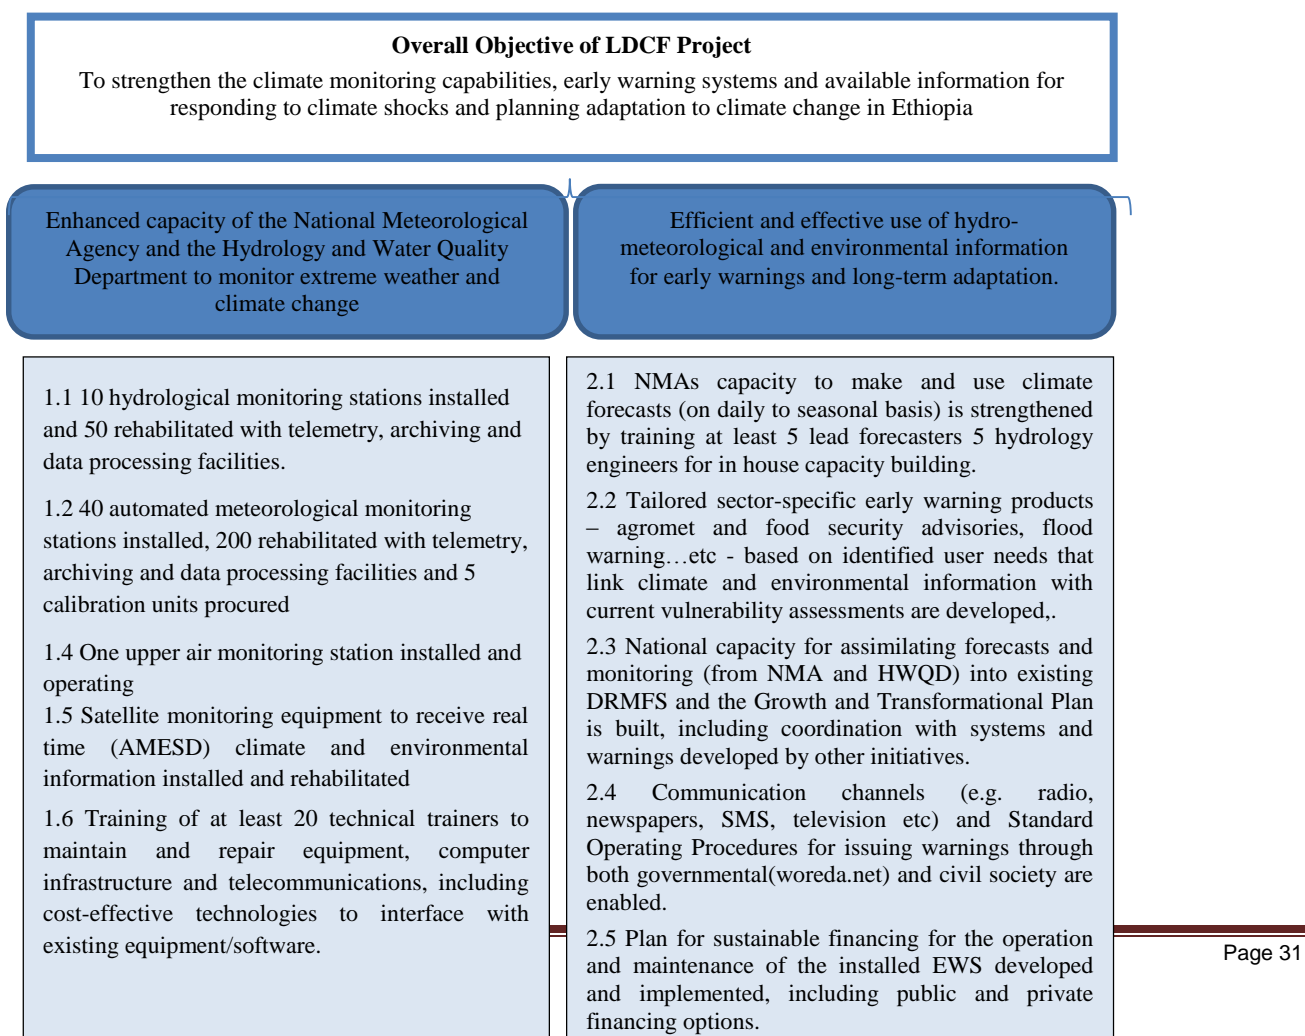 Overall Objective of LDCF Project
To strengthen the climate monitoring capabilities, early warning systems and available information for
responding to climate shocks and planning adaptation to climate change in Ethiopia
Enhanced capacity of the National Meteorological
Agency and the Hydrology and Water Quality
Department to monitor extreme weather and
climate change
Efficient and effective use of hydro-
meteorological and environmental information
for early warnings and long-term adaptation.
1.1 10 hydrological monitoring stations installed
and 50 rehabilitated with telemetry, archiving and
data processing facilities.
1.2 40 automated meteorological monitoring
stations installed, 200 rehabilitated with telemetry,
archiving and data processing facilities and 5
calibration units procured
1.4 One upper air monitoring station installed and
operating
1.5 Satellite monitoring equipment to receive real
time (AMESD) climate and environmental
information installed and rehabilitated
1.6 Training of at least 20 technical trainers to
maintain and repair equipment, computer
infrastructure and telecommunications, including
cost-effective technologies to interface with
existing equipment/software.
2.1 NMAs capacity to make and use climate
forecasts (on daily to seasonal basis) is strengthened
by training at least 5 lead forecasters 5 hydrology
engineers for in house capacity building.
2.2 Tailored sector-specific early warning products
– agromet and food security advisories, flood
warning…etc - based on identified user needs that
link climate and environmental information with
current vulnerability assessments are developed,.
2.3 National capacity for assimilating forecasts and
monitoring (from NMA and HWQD) into existing
DRMFS and the Growth and Transformational Plan
is built, including coordination with systems and
warnings developed by other initiatives.
2.4 Communication channels (e.g. radio,
newspapers, SMS, television etc) and Standard
Operating Procedures for issuing warnings through
both governmental(woreda.net) and civil society are
enabled.
2.5 Plan for sustainable financing for the operation
and maintenance of the installed EWS developed
and implemented, including public and private
financing options.
Page 31